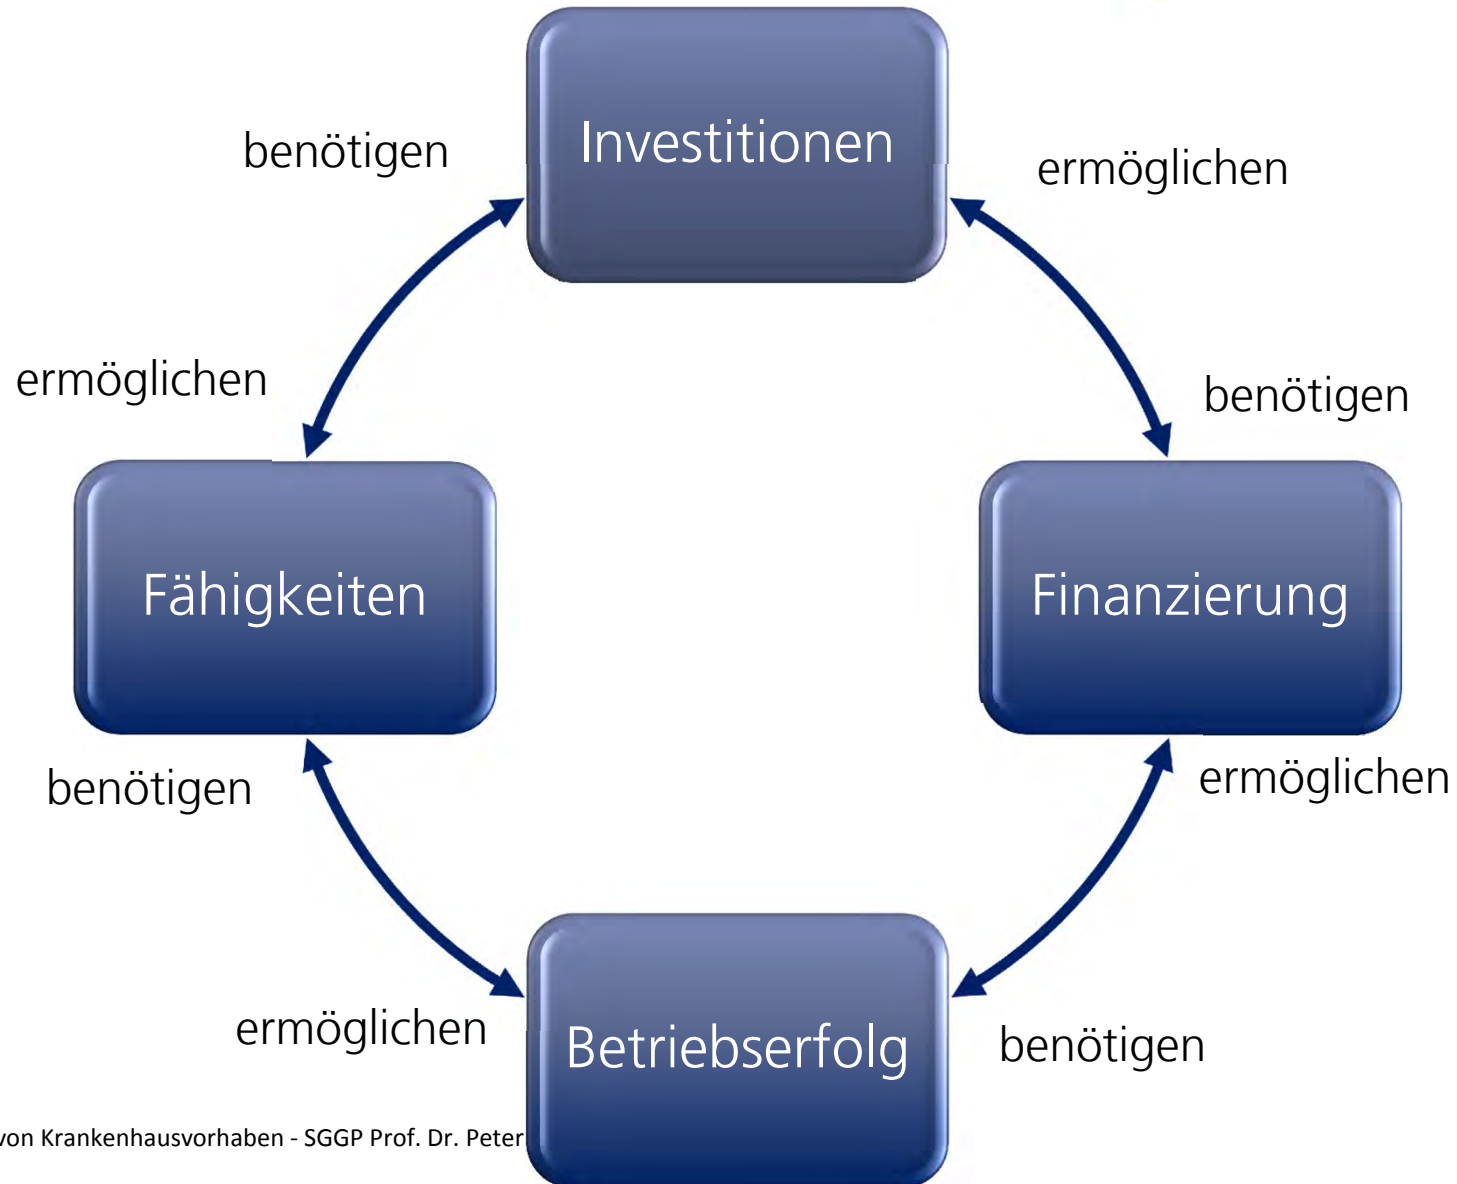 Investitionen
benötigen
ermöglichen
ermöglichen
benötigen
Fähigkeiten
Finanzierung
benötigen
ermöglichen
ermöglichen
Betriebserfolg
benötigen
von Krankenhausvorhaben - SGGP Prof. Dr. Peter